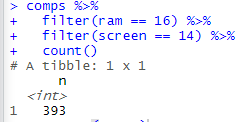 > comps %>%
+   filter(ram == 16) %>%
+   filter(screen == 14) %>%
+   count()
# A tibble: 1 x 1
      n
  <int>
1   393